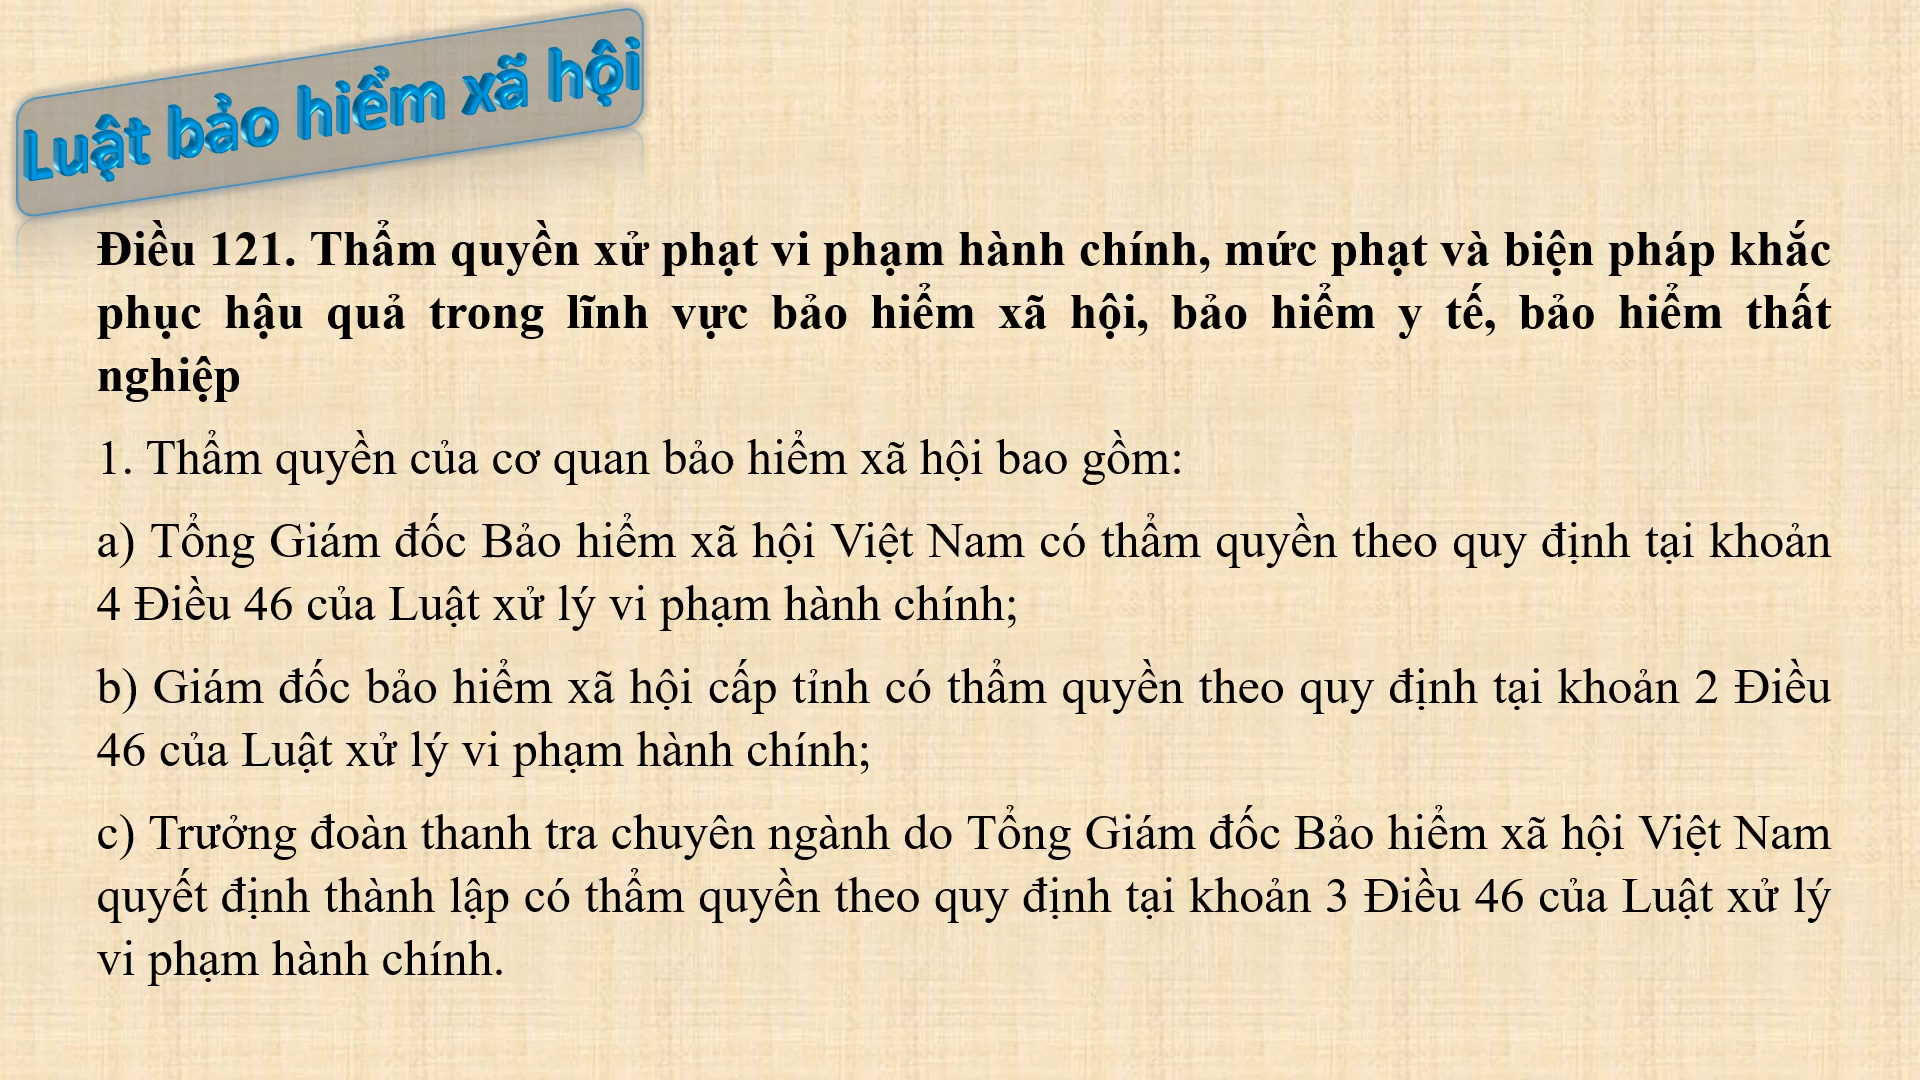 Luật bảo hiểm xã hội
Điều 121. Thẩm quyền xử phạt vi phạm hành chính, mức phạt và biện pháp khắc
phục hậu quả trong lĩnh vực bảo hiểm xã hội, bảo hiểm y tế, bảo hiểm thất
nghiệp
1. Thẩm quyền của cơ quan bảo hiểm xã hội bao gồm:
a) Tổng Giám đốc Bảo hiểm xã hội Việt Nam có thẩm quyền theo quy định tại khoản
4 Điều 46 của Luật xử lý vi phạm hành chính;
b) Giám đốc bảo hiểm xã hội cấp tỉnh có thẩm quyền theo quy định tại khoản 2 Điều
46 của Luật xử lý vi phạm hành chính;
c) Trưởng đoàn thanh tra chuyên ngành do Tổng Giám đốc Bảo hiểm xã hội Việt Nam
quyết định thành lập có thẩm quyền theo quy định tại khoản 3 Điều 46 của Luật xử lý
vi phạm hành chính.